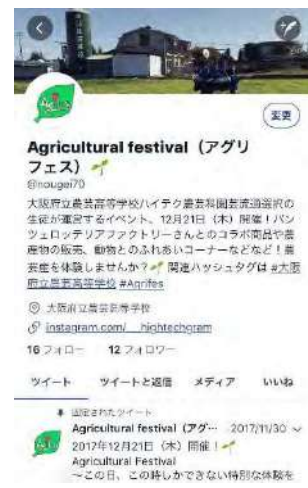 変更
Agricultural festival（アグリ
フェス）🌱
@nougei70
大阪府立農芸高等学校ハイテク農芸科園芸流通選択の
生徒が運営するイベント、12月21日（木）開催！パン
ツェロッテリアファクトリーさんとのコラボ商品や農
産物の販売、動物とのふれあいコーナーなどなど！農
芸産を体験しませんか？🌱 関連ハッシュタグは #大阪
府立農芸高等学校 #Agrifes
大阪府立農芸高等学校
instagram.com/__hightechgram
16 フォロー 12 フォロワー
ツイート ツイートと返信 メディア いいね
固定されたツイート
Agricultural festival（アグ… 2017/11/30
2017年12月21日（木）開催！🌱
Agricultural Festival
～この日、この時しかできない特別な体験を